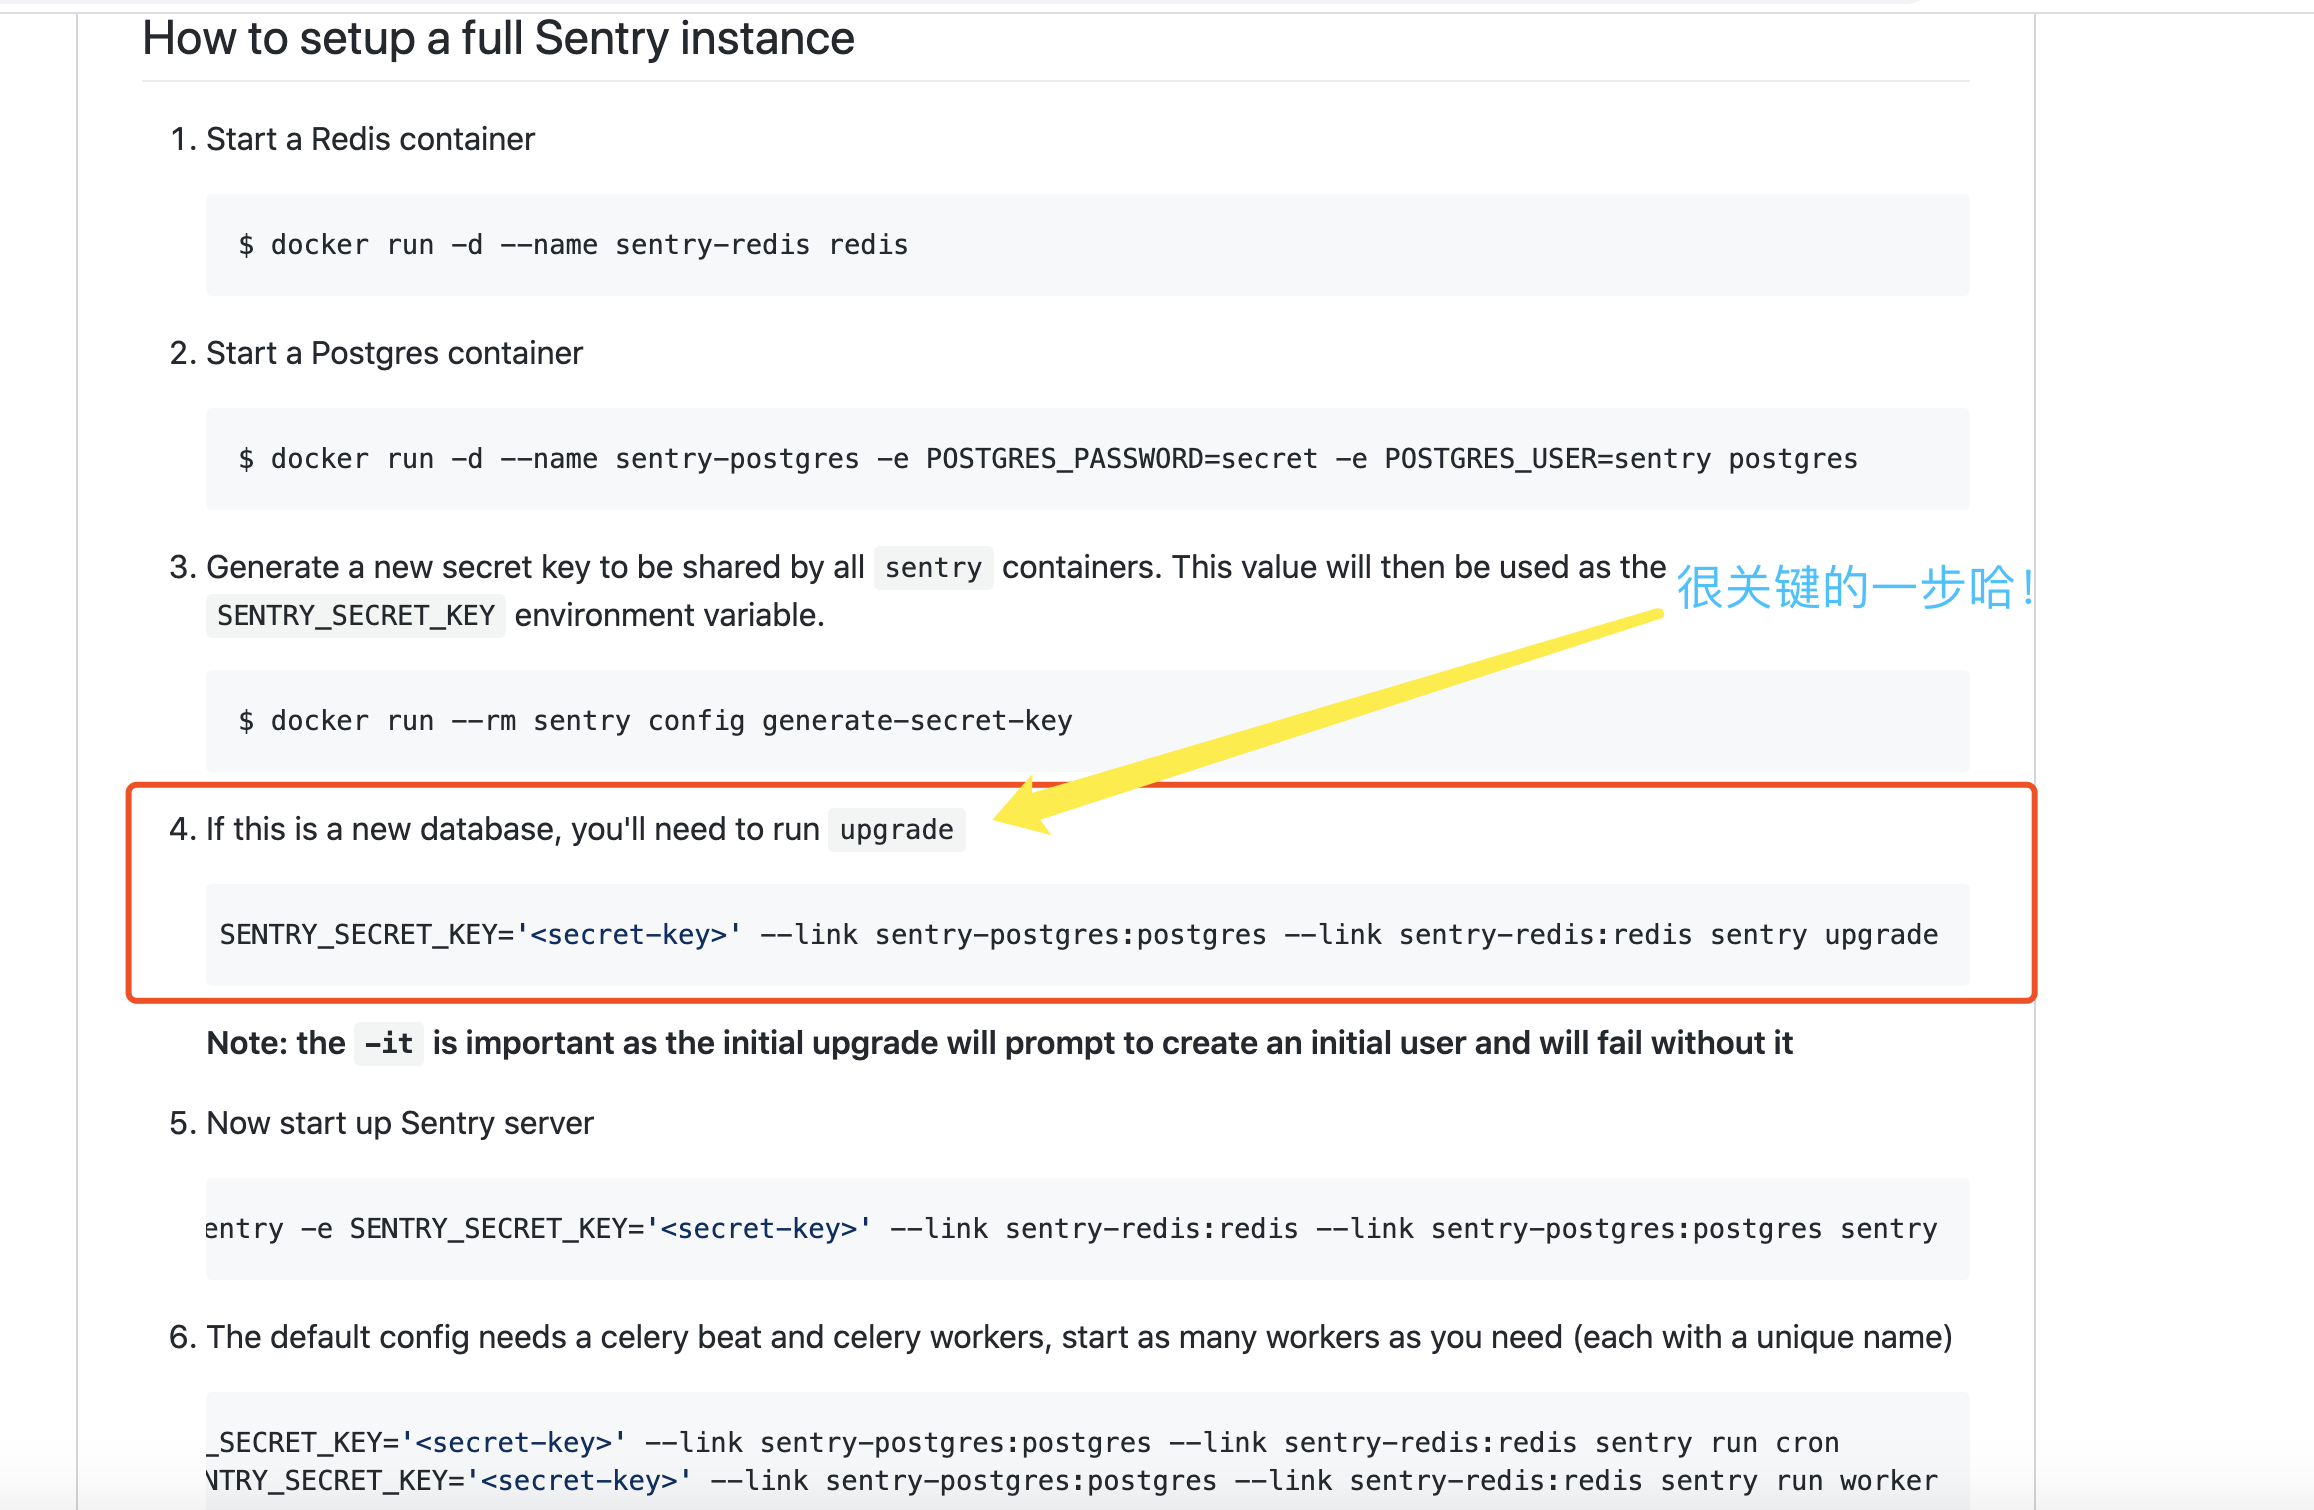 How to setup a full Sentry instance
1. Start a Redis container
$ docker run -d --name sentry-redis redis
2. Start a Postgres container
$ docker run -d --name sentry-postgres -e POSTGRES_PASSWORD=secret -e POSTGRES_USER=sentry postgres
3. Generate a new secret key to be shared by all sentry containers. This value will then be used as the
很关键的一步哈！
SENTRY_SECRET_KEY environment variable.
$ docker run --rm sentry config generate-secret-key
4. If this is a new database, you'll need to run upgrade
SENTRY_SECRET_KEY='<secret-key>' --link sentry-postgres:postgres --link sentry-redis:redis sentry upgrade
Note: the -it is important as the initial upgrade will prompt to create an initial user and will fail without it
5. Now start up Sentry server
entry -e SENTRY_SECRET_KEY='<secret-key>' --link sentry-redis:redis --link sentry-postgres:postgres sentry
6. The default config needs a celery beat and celery workers, start as many workers as you need (each with a unique name)
_SECRET_KEY='<secret-key>' --link sentry-postgres:postgres --link sentry-redis:redis sentry run cron
NTRY_SECRET_KEY='<secret-key>' --link sentry-postgres:postgres --link sentry-redis:redis sentry run worker